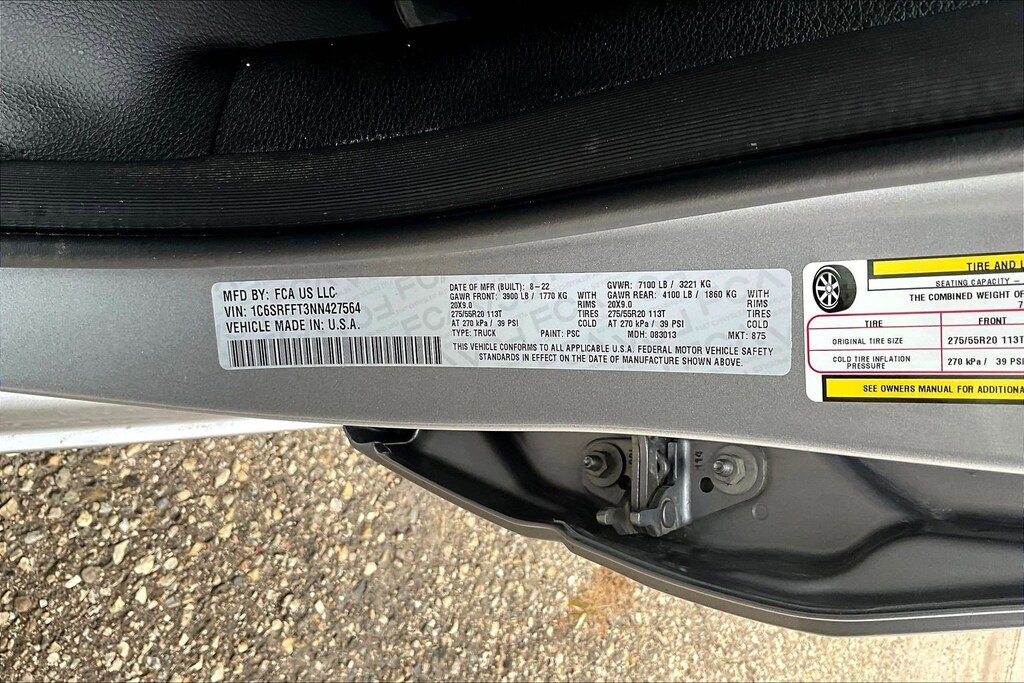 MFD BY: FCA US LLC
VIN: 1C6SRFFT3NN427564
VEHICLE MADE IN U.S.A.
DATE OF MFR (BUILT): 8-22
GAWR FRONT: 3900 LB / 1770 KG
20X9.0 RIMS
275/55R20 113T TIRES
AT 270 kPa / 39 PSI COLD
TYPE: TRUCK PAINT: PSC
GVWR: 7100 LB / 3221 KG
GAWR REAR: 4100 LB / 1860 KG
20X9.0 RIMS
275/55R20 113T TIRES
AT 270 kPa / 39 PSI COLD
MDH: 083013 MKT: 875
THIS VEHICLE CONFORMS TO ALL APPLICABLE U.S.A. FEDERAL MOTOR VEHICLE SAFETY
STANDARDS IN EFFECT ON THE DATE OF MANUFACTURE SHOWN ABOVE.
TIRE AND
SEATING CAPACITY –
THE COMBINED WEIGHT OF
7
TIRE FRONT
ORIGINAL TIRE SIZE 275/55R20 113T
COLD TIRE INFLATION PRESSURE 270 kPa / 39 PSI
SEE OWNERS MANUAL FOR ADDITIONA